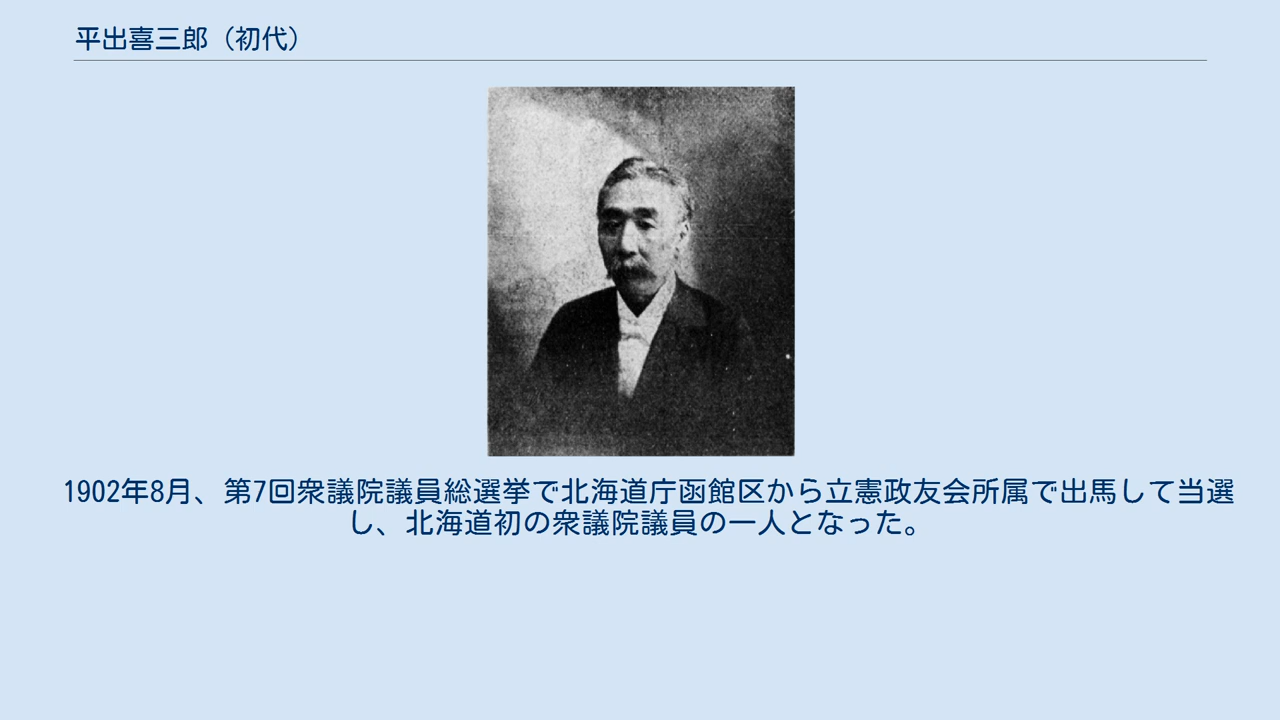 平出喜三郎（初代）
1902年8月、第7回衆議院議員総選挙で北海道庁函館区から立憲政友会所属で出馬して当選
し、北海道初の衆議院議員の一人となった。